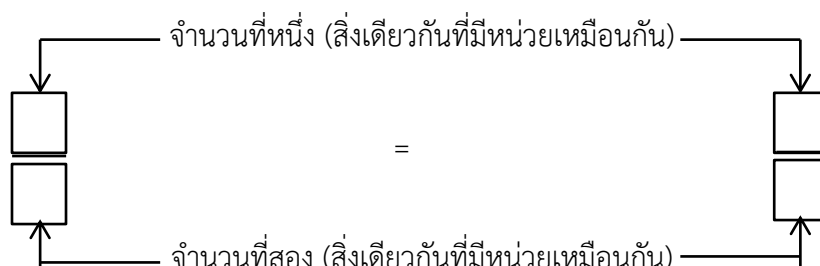 จำนวนที่หนึ่ง (สิ่งเดียวกันที่มีหน่วยเหมือนกัน)
=
จำนวนที่สอง (สิ่งเดียวกันที่มีหน่วยเหมือนกัน)